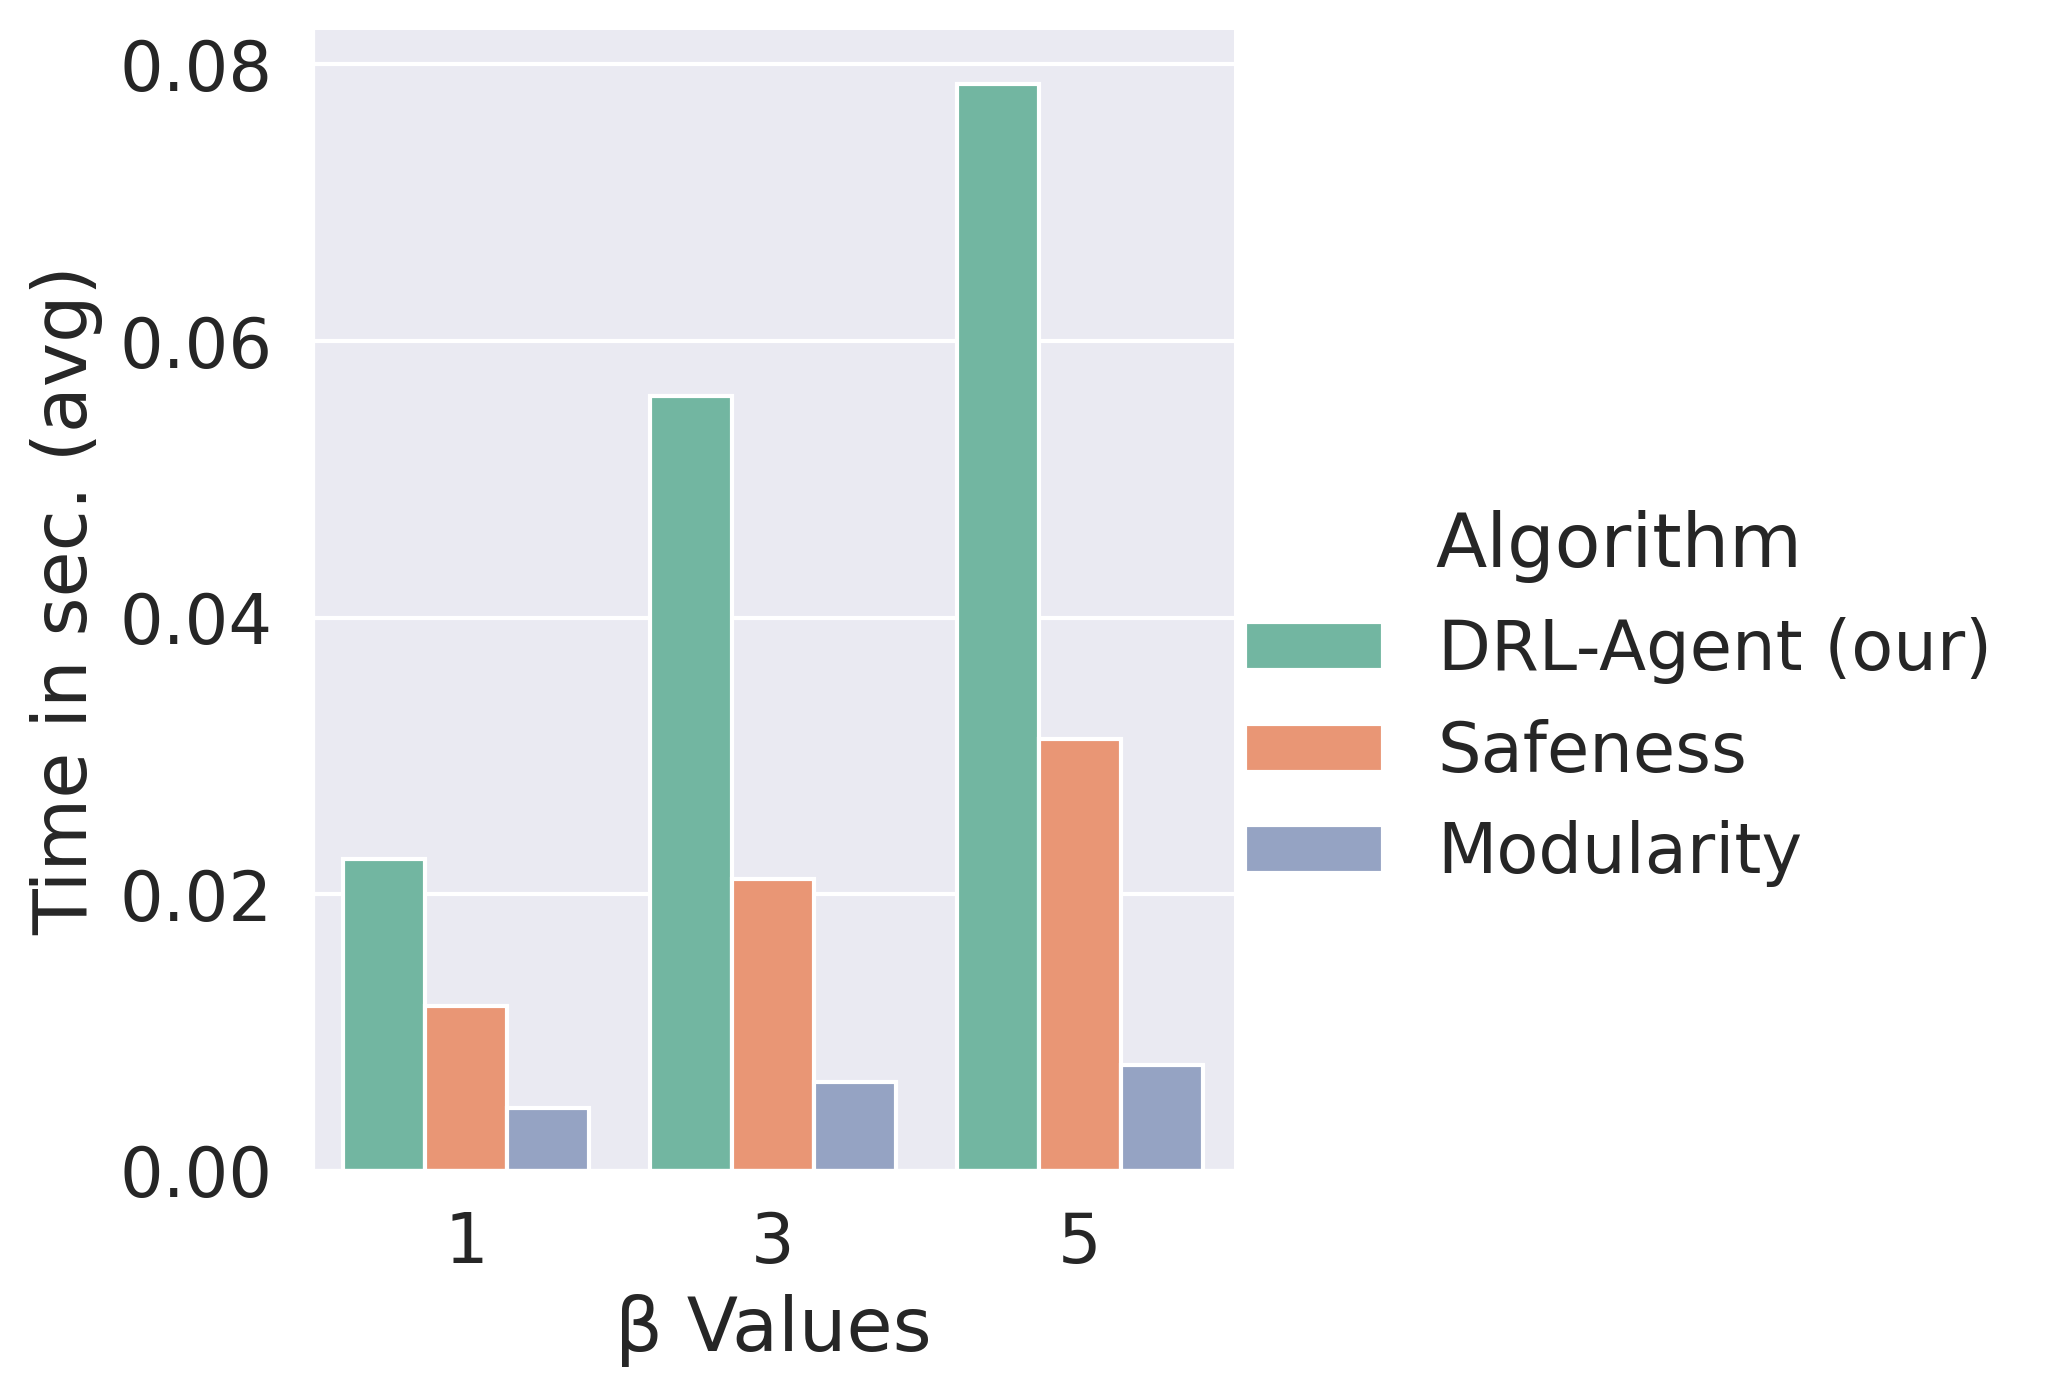 0.08
0.06
0.04
0.02
0.00
Time in sec. (avg)
1 3 5
β Values
Algorithm
DRL-Agent (our)
Safeness
Modularity